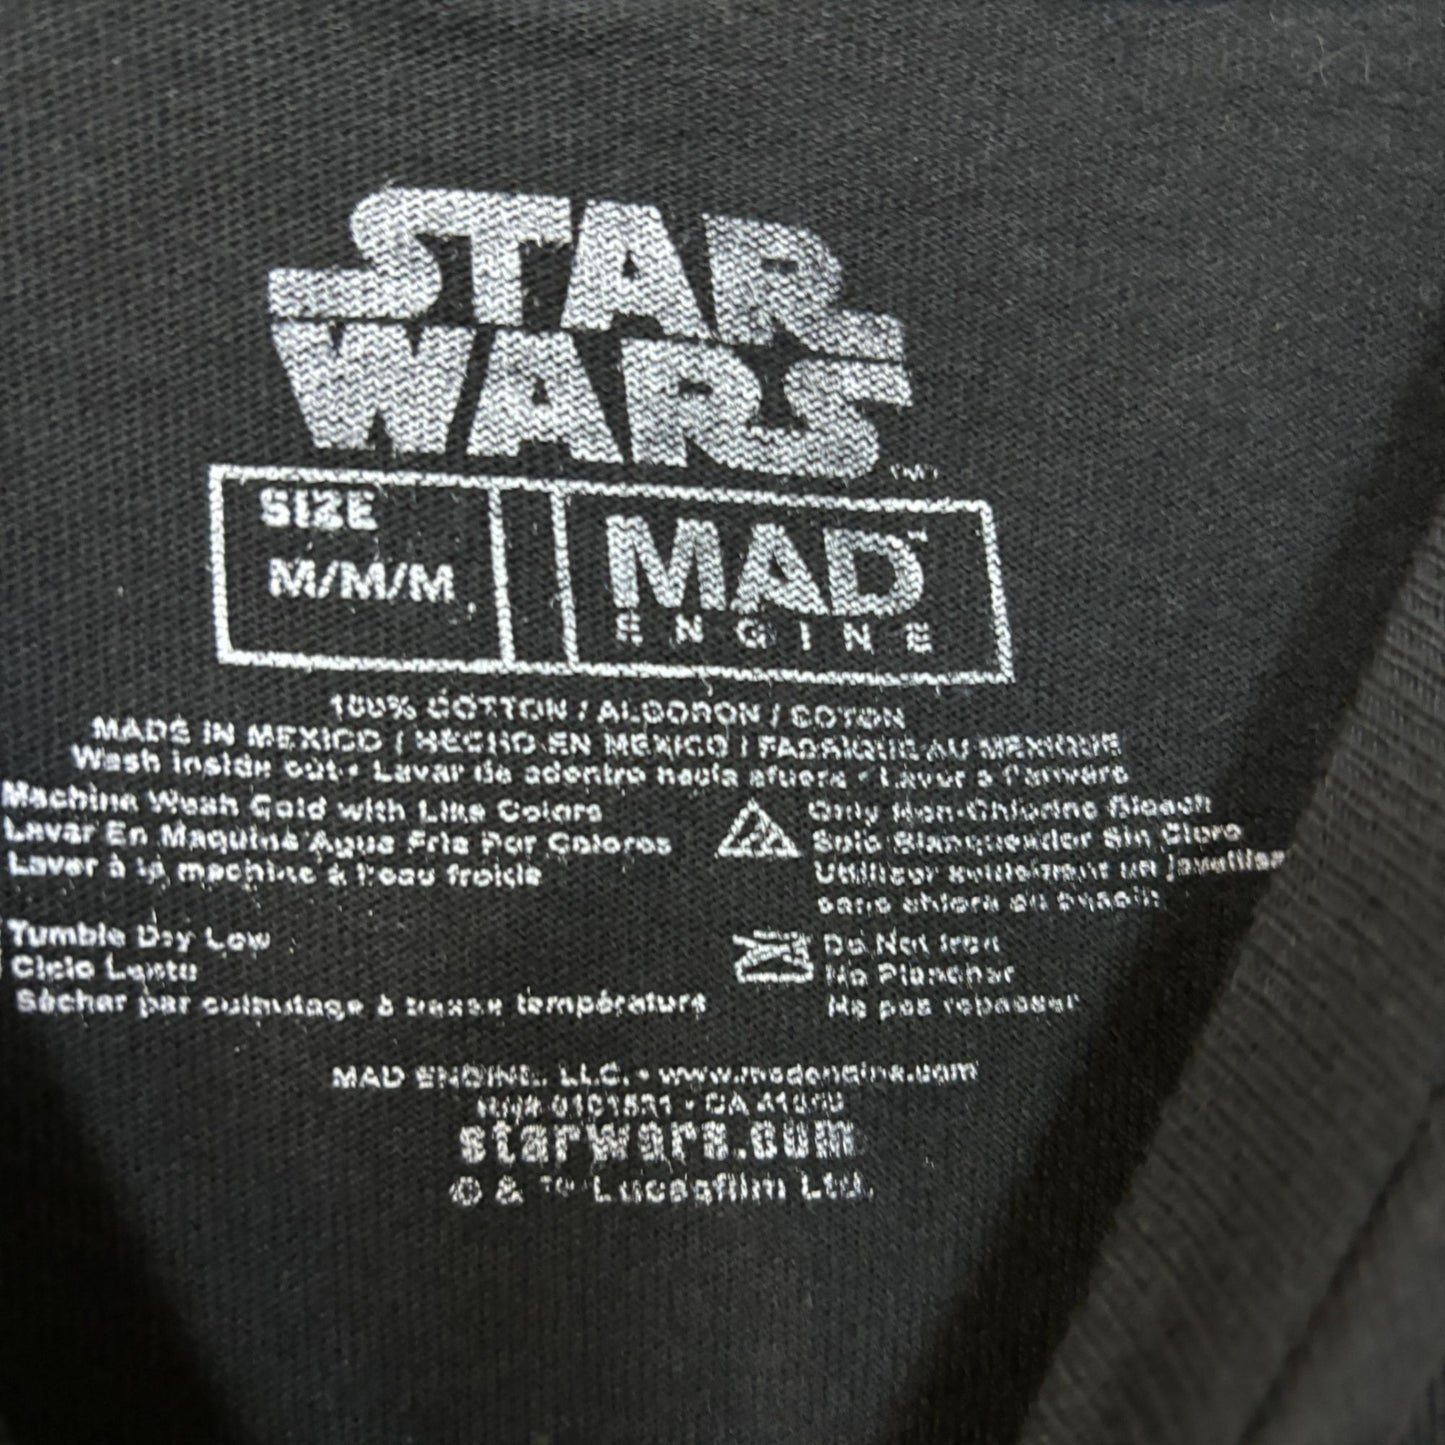 STAR
WARS
TM
SIZE
M/M/M
MAD
ENGINE
100% COTTON / ALGODON / COTON
MADE IN MEXICO / HECHO EN MEXICO / FABRIQUE AU MEXIQUE
Wash inside out • Lavar de adentro hacia afuera • Laver à l'envers
Machine Wash Cold with Like Colors
Lavar En Maquina Agua Fria Por Colores
Laver à la machine à l'eau froide
Only Non-Chlorine Bleach
Solo Blanqueador Sin Cloro
Utiliser seulement un javellisa
sans chlore au besoin
Tumble Dry Low
Ciclo Lento
Sècher par culbutage à basse température
Do Not Iron
No Planchar
Ne pas repasser
MAD ENGINE, LLC. • www.madengine.com
CA
starwars.com
© & ™ Lucasfilm Ltd.